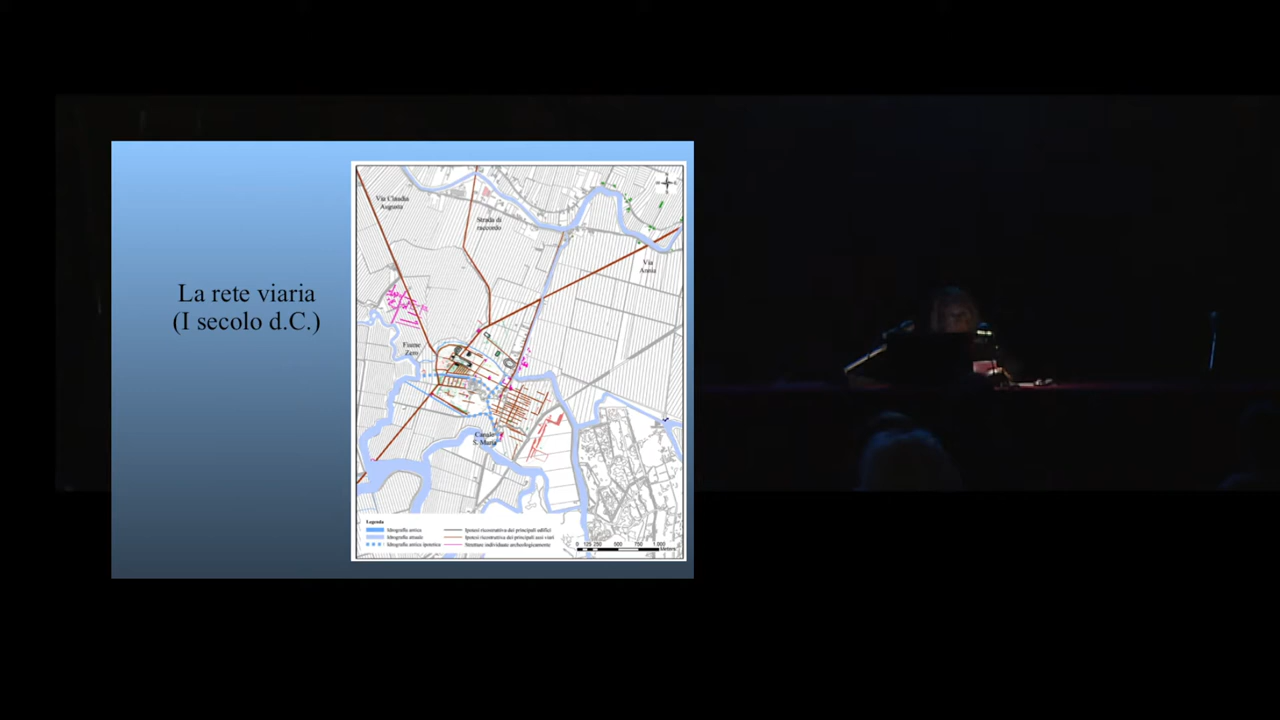 La rete viaria
(I secolo d.C.)
Via Claudia
Augusta
Strada di
raccordo
Via
Annia
Fiume
Zero
Canale
S. Maria
Legenda
Idrografia antica
Idrografia attuale
Idrografia antica ipotetica
Ipotesi ricostruttiva dei principali edifici
Ipotesi ricostruttiva dei principali assi viari
Strutture individuate archeologicamente
0 125 250 500 750 1.000
Meters